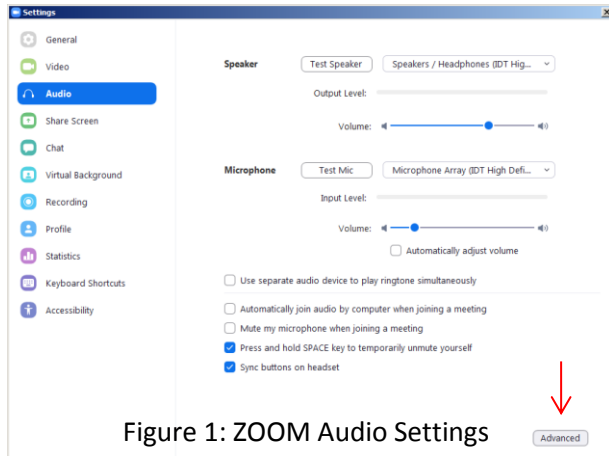 Settings
General
Video
Audio
Share Screen
Chat
Virtual Background
Recording
Profile
Statistics
Keyboard Shortcuts
Accessibility
Speaker Test Speaker Speakers / Headphones (IDT Hig...
Output Level:
Volume:
Microphone Test Mic Microphone Array (IDT High Defi...
Input Level:
Volume:
Automatically adjust volume
Use separate audio device to play ringtone simultaneously
Automatically join audio by computer when joining a meeting
Mute my microphone when joining a meeting
Press and hold SPACE key to temporarily unmute yourself
Sync buttons on headset
Figure 1: ZOOM Audio Settings
Advanced